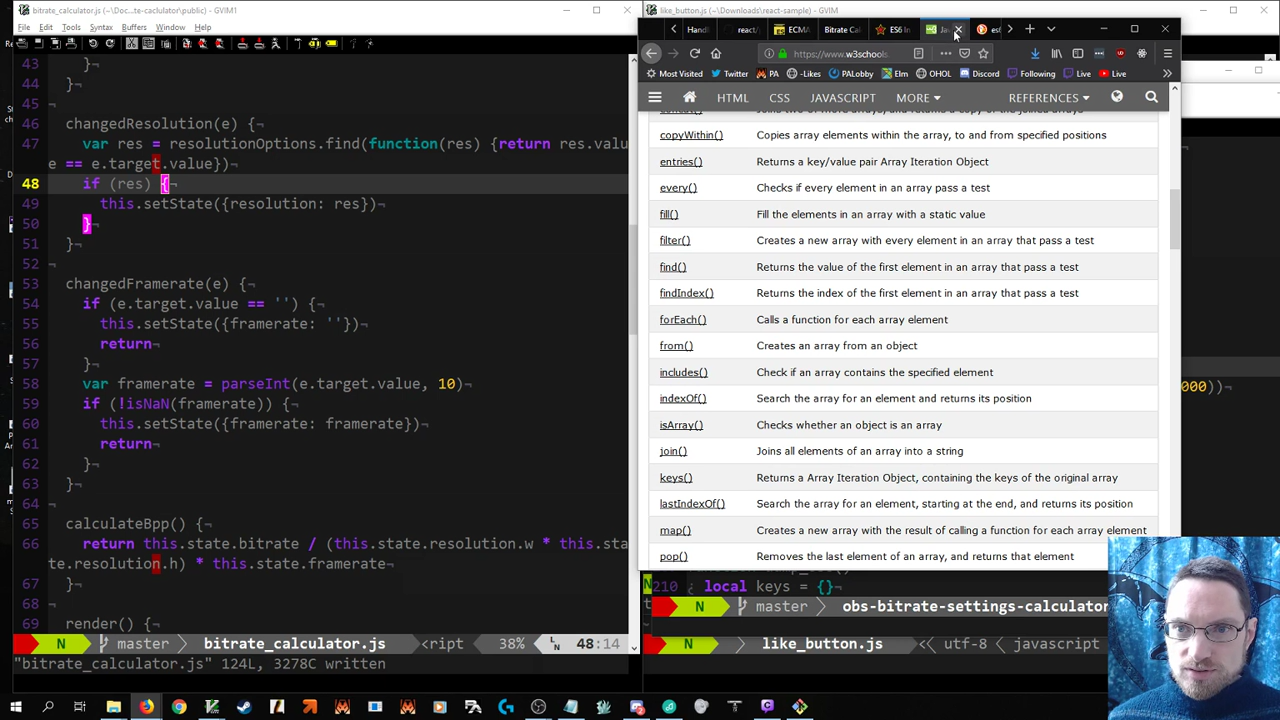 bitrate_calculator.js (~\Doc...te-caclulator\public) - GVIM1
File Edit Tools Syntax Buffers Window
43 }¬
44 }¬
45 ¬
46 changedResolution(e) {¬
47 var res = resolutionOptions.find(function(res) {return res.valu
e == e.target.value})¬
48 if (res) {¬
49 this.setState({resolution: res})¬
50 }¬
51 }¬
52 ¬
53 changedFramerate(e) {¬
54 if (e.target.value == '') {¬
55 this.setState({framerate: ''})¬
56 return¬
57 }¬
58 var framerate = parseInt(e.target.value, 10)¬
59 if (!isNaN(framerate)) {¬
60 this.setState({framerate: framerate})¬
61 return¬
62 }¬
63 }¬
64 ¬
65 calculateBpp() {¬
66 return this.state.bitrate / (this.state.resolution.w * this.sta
te.resolution.h) * this.state.framerate¬
67 }¬
68 ¬
69 render() {¬
N master bitrate_calculator.js <ript 38% LN 48:14
"bitrate_calculator.js" 124L, 3278C written
like_button.js (~\Downloads\react-sample) - GVIM
Handl react/ ECMA Bitrate Cal ES6 In Jav es6
https://www.w3schools.
Most Visited Twitter PA -Likes PALobby Elm OHOL Discord Following Live Live
HTML CSS JAVASCRIPT MORE REFERENCES
copyWithin() Copies array elements within the array, to and from specified positions
entries() Returns a key/value pair Array Iteration Object
every() Checks if every element in an array pass a test
fill() Fill the elements in an array with a static value
filter() Creates a new array with every element in an array that pass a test
find() Returns the value of the first element in an array that pass a test
findIndex() Returns the index of the first element in an array that pass a test
forEach() Calls a function for each array element
from() Creates an array from an object
includes() Check if an array contains the specified element
indexOf() Search the array for an element and returns its position
isArray() Checks whether an object is an array
join() Joins all elements of an array into a string
keys() Returns a Array Iteration Object, containing the keys of the original array
lastIndexOf() Search the array for an element, starting at the end, and returns its position
map() Creates a new array with the result of calling a function for each array element
pop() Removes the last element of an array, and returns that element
000))¬
210 local keys = {}
N master obs-bitrate-settings-calculator
N like_button.js utf-8 javascript